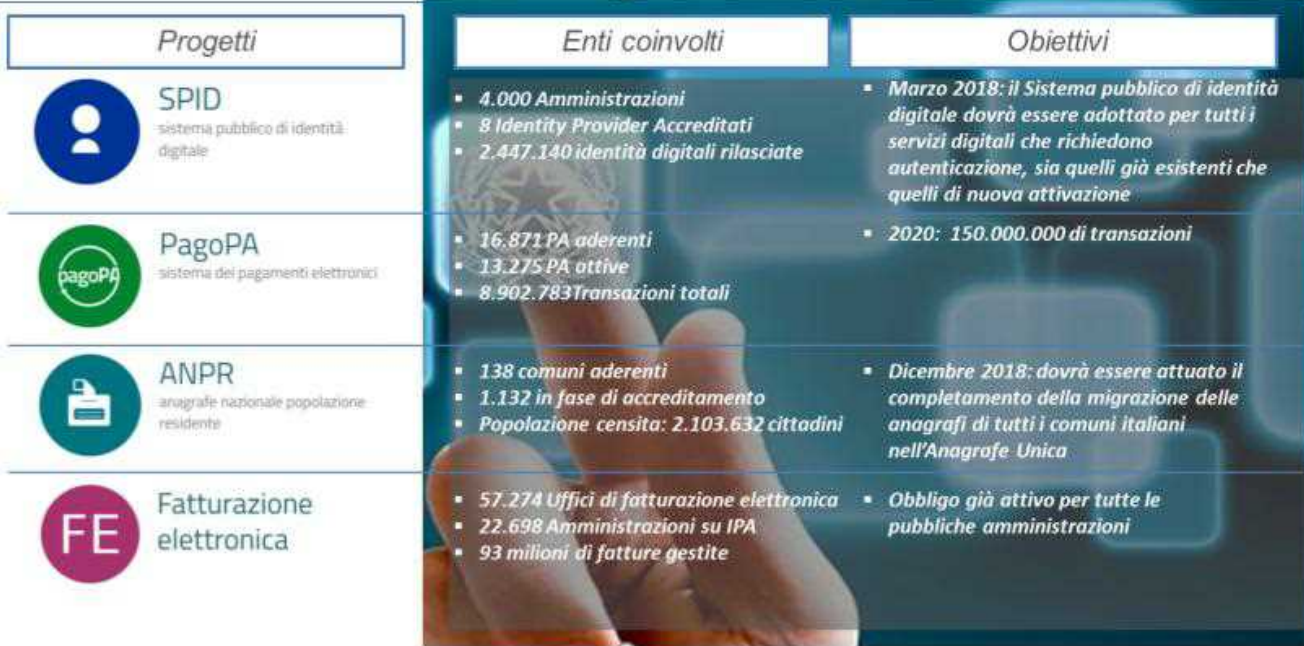 Progetti
Enti coinvolti
Obiettivi
SPID
sistema pubblico di identità
digitale
▪ 4.000 Amministrazioni
▪ 8 Identity Provider Accreditati
▪ 2.447.140 identità digitali rilasciate
▪ Marzo 2018: il Sistema pubblico di identità
digitale dovrà essere adottato per tutti i
servizi digitali che richiedono
autenticazione, sia quelli già esistenti che
quelli di nuova attivazione
pagoPA
PagoPA
sistema dei pagamenti elettronici
▪ 16.871 PA aderenti
▪ 13.275 PA attive
▪ 8.902.783 Transazioni totali
▪ 2020: 150.000.000 di transazioni
ANPR
anagrafe nazionale popolazione
residente
▪ 138 comuni aderenti
▪ 1.132 in fase di accreditamento
▪ Popolazione censita: 2.103.632 cittadini
▪ Dicembre 2018: dovrà essere attuato il
completamento della migrazione delle
anagrafi di tutti i comuni italiani
nell'Anagrafe Unica
FE
Fatturazione
elettronica
▪ 57.274 Uffici di fatturazione elettronica
▪ 22.698 Amministrazioni su IPA
▪ 93 milioni di fatture gestite
▪ Obbligo già attivo per tutte le
pubbliche amministrazioni